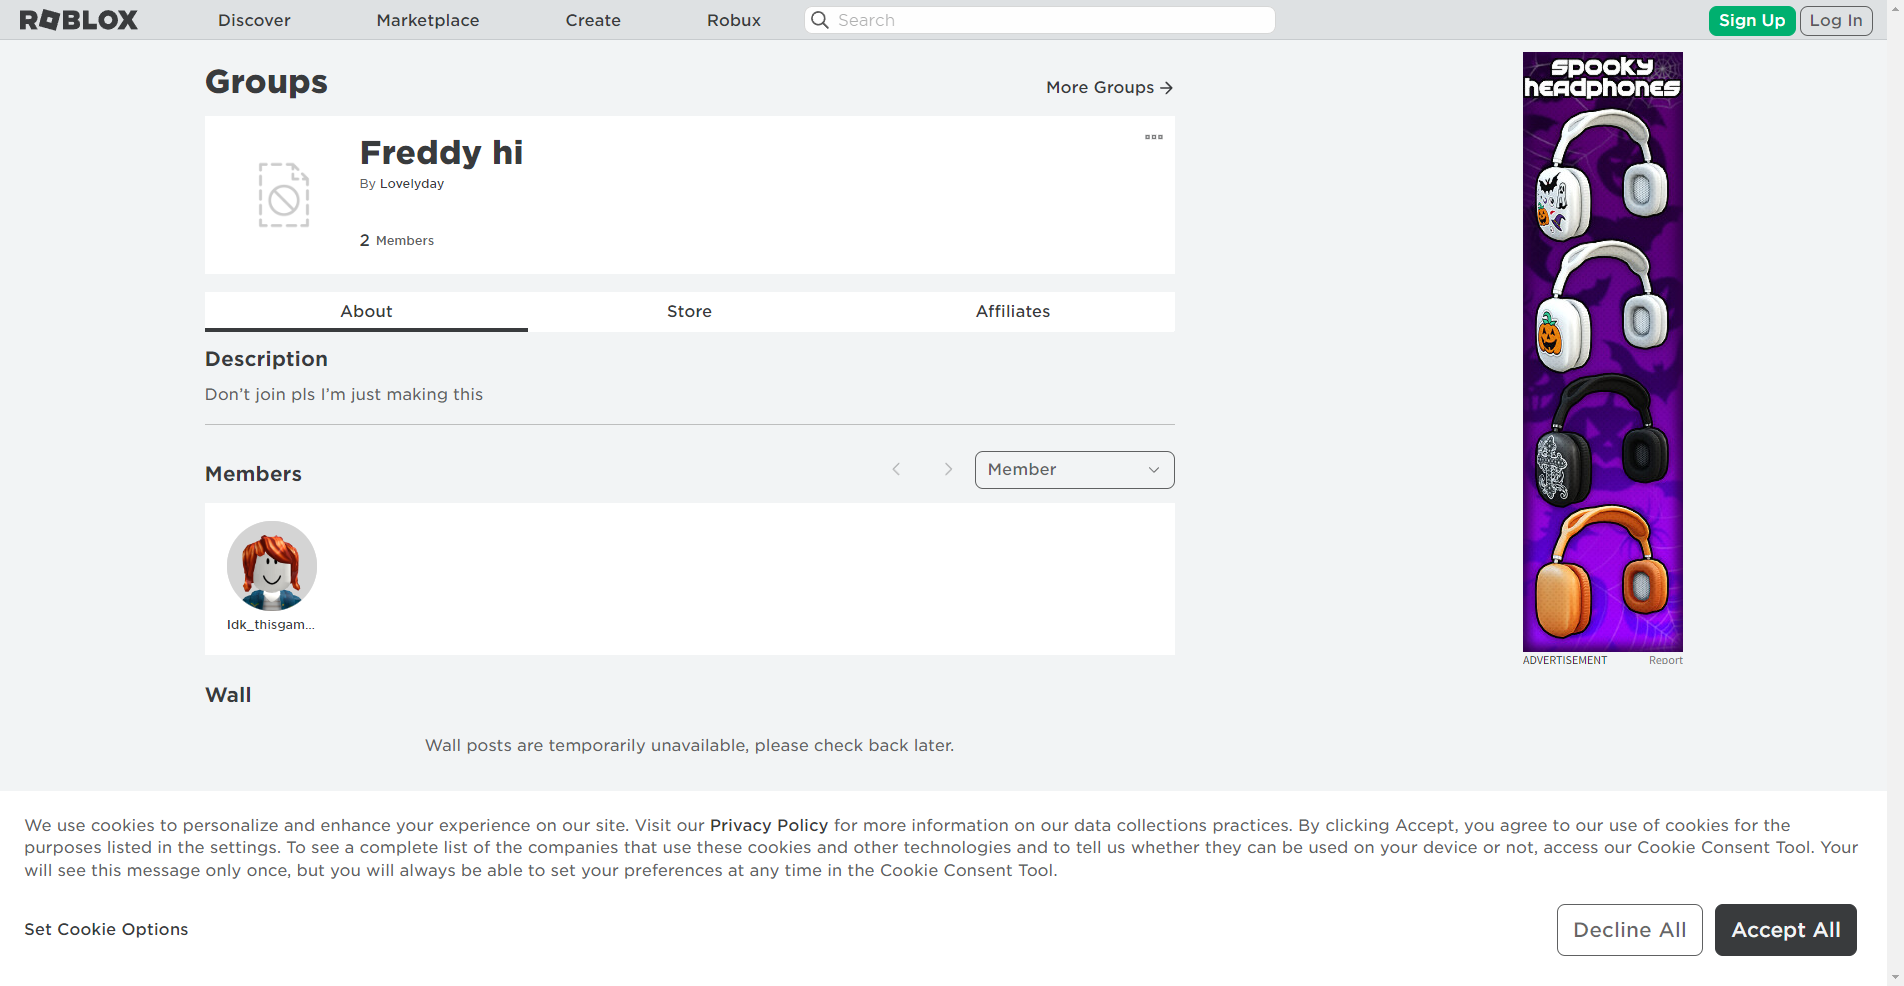 ROBLOX
Discover
Marketplace
Create
Robux
Search
Sign Up
Log In
Groups
More Groups
Freddy hi
By Lovelyday
2 Members
About
Store
Affiliates
Description
Don’t join pls I’m just making this
Members
Member
Idk_thisgam...
Wall
Wall posts are temporarily unavailable, please check back later.
SPOOKY
HEADPHONES
ADVERTISEMENT
Report
We use cookies to personalize and enhance your experience on our site. Visit our Privacy Policy for more information on our data collections practices. By clicking Accept, you agree to our use of cookies for the
purposes listed in the settings. To see a complete list of the companies that use these cookies and other technologies and to tell us whether they can be used on your device or not, access our Cookie Consent Tool. Your
will see this message only once, but you will always be able to set your preferences at any time in the Cookie Consent Tool.
Set Cookie Options
Decline All
Accept All